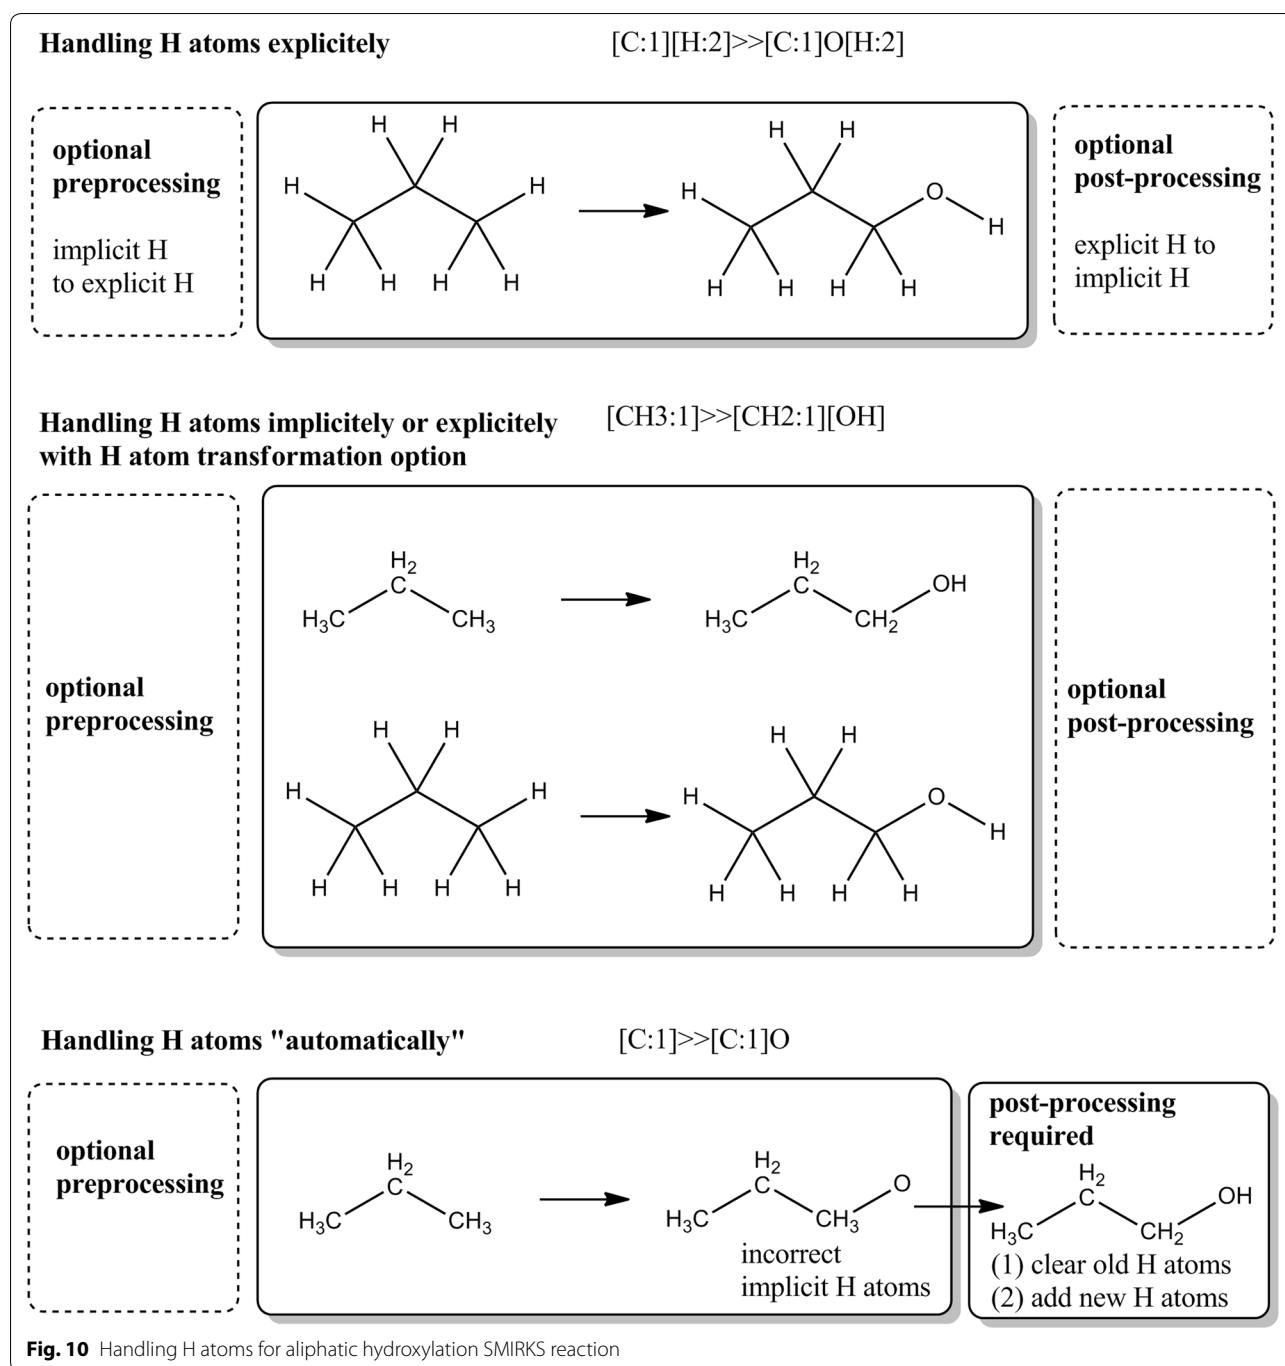 Handling H atoms explicitely [C:1][H:2]>>[C:1]O[H:2]
optional
preprocessing
implicit H
to explicit H
H H
H H
H H H H
H H
H O
H
H H H H
optional
post-processing
explicit H to
implicit H
Handling H atoms implicitely or explicitely
with H atom transformation option
[CH3:1]>>[CH2:1][OH]
optional
preprocessing
H2
C
H3C CH3
H2
C OH
H3C CH2
H H
H H
H H H H
H H
H O
H
H H H H
optional
post-processing
Handling H atoms "automatically" [C:1]>>[C:1]O
optional
preprocessing
H2
C
H3C CH3
H2
C O
H3C CH3
incorrect
implicit H atoms
post-processing
required
H2
C OH
H3C CH2
(1) clear old H atoms
(2) add new H atoms
Fig. 10 Handling H atoms for aliphatic hydroxylation SMIRKS reaction